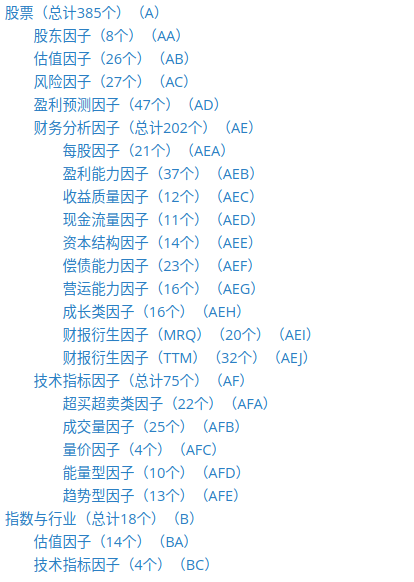 股票（总计385个）（A）
股东因子（8个）（AA）
估值因子（26个）（AB）
风险因子（27个）（AC）
盈利预测因子（47个）（AD）
财务分析因子（总计202个）（AE）
每股因子（21个）（AEA）
盈利能力因子（37个）（AEB）
收益质量因子（12个）（AEC）
现金流量因子（11个）（AED）
资本结构因子（14个）（AEE）
偿债能力因子（23个）（AEF）
营运能力因子（16个）（AEG）
成长类因子（16个）（AEH）
财报衍生因子（MRQ）（20个）（AEI）
财报衍生因子（TTM）（32个）（AEJ）
技术指标因子（总计75个）（AF）
超买超卖类因子（22个）（AFA）
成交量因子（25个）（AFB）
量价因子（4个）（AFC）
能量型因子（10个）（AFD）
趋势型因子（13个）（AFE）
指数与行业（总计18个）（B）
估值因子（14个）（BA）
技术指标因子（4个）（BC）